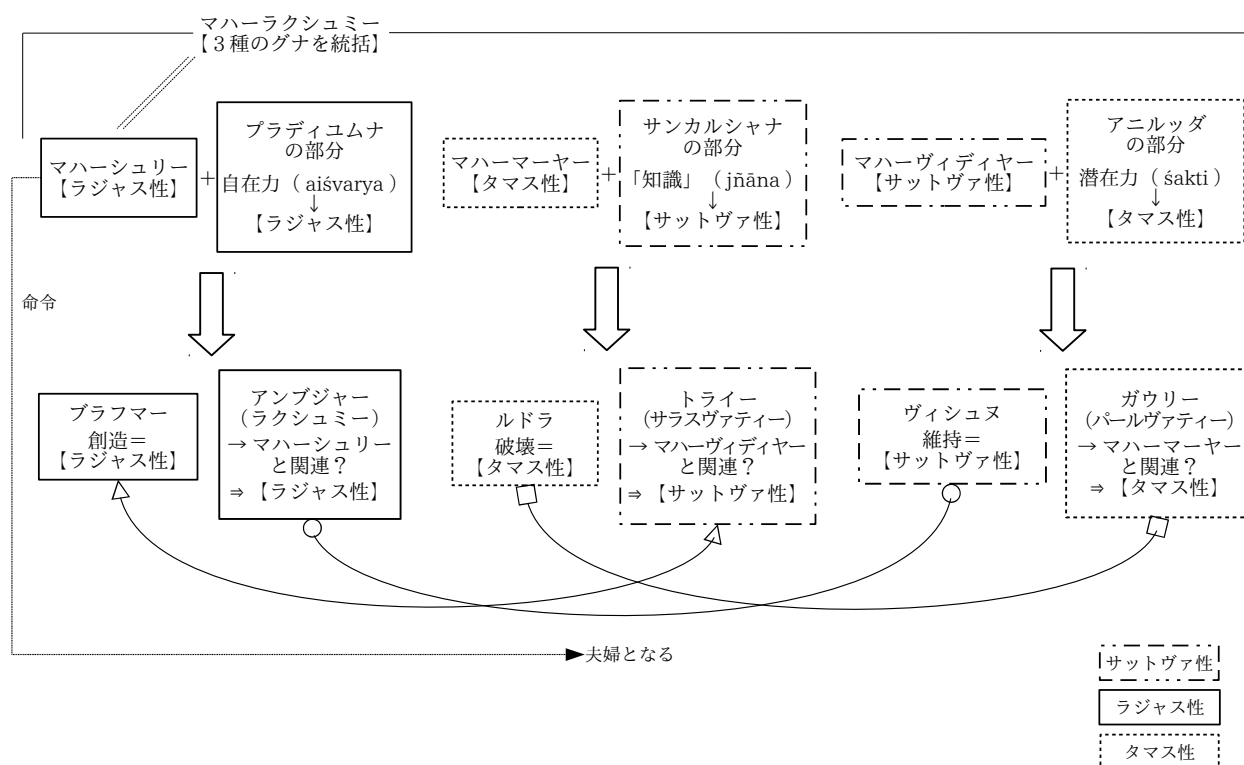 マハーラクシュミー
【３種のグナを統括】
マハーシュリー
【ラジャス性】
+
プラディユムナ
の部分
自在力（aiśvarya）
↓
【ラジャス性】
マハーマーヤー
【タマス性】
+
サンカルシャナ
の部分
「知識」（jñāna）
↓
【サットヴァ性】
マハーヴィディヤー
【サットヴァ性】
+
アニルッダ
の部分
潜在力（śakti）
↓
【タマス性】
命令
ブラフマー
創造＝
【ラジャス性】
アンブジャー
（ラクシュミー）
→ マハーシュリー
と関連？
⇒ 【ラジャス性】
ルドラ
破壊＝
【タマス性】
トライー
（サラスヴァティー）
→ マハーヴィディヤー
と関連？
⇒ 【サットヴァ性】
ヴィシュヌ
維持＝
【サットヴァ性】
ガウリー
（パールヴァティー）
→ マハーマーヤー
と関連？
⇒ 【タマス性】
夫婦となる
サットヴァ性
ラジャス性
タマス性